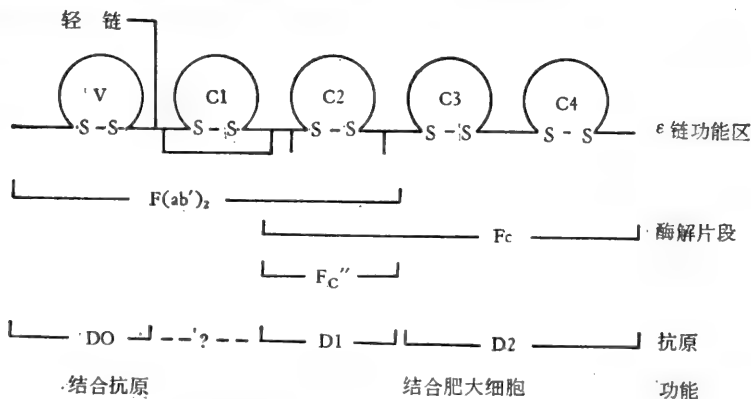 轻 链
V C1 C2 C3 C4
S-S S-S S-S S-S S-S ε链功能区
F(ab')₂
Fc 酶解片段
Fc''
DO --'?--- D1 D2 抗原
结合抗原 结合肥大细胞 功能